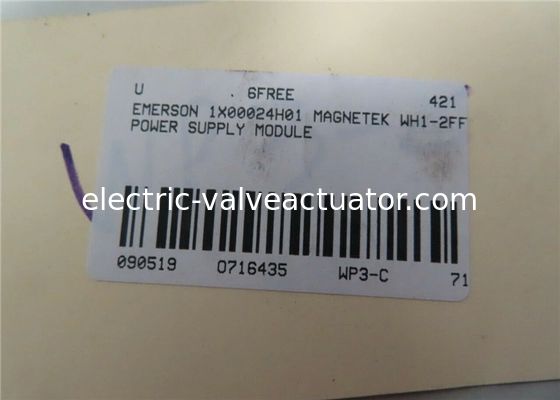 U .6FREE 421
EMERSON 1X00024H01 MAGNETEK WH1-2FF
POWER SUPPLY MODULE
electric-valveactuator.com
090519 0716435 WP3-C 71